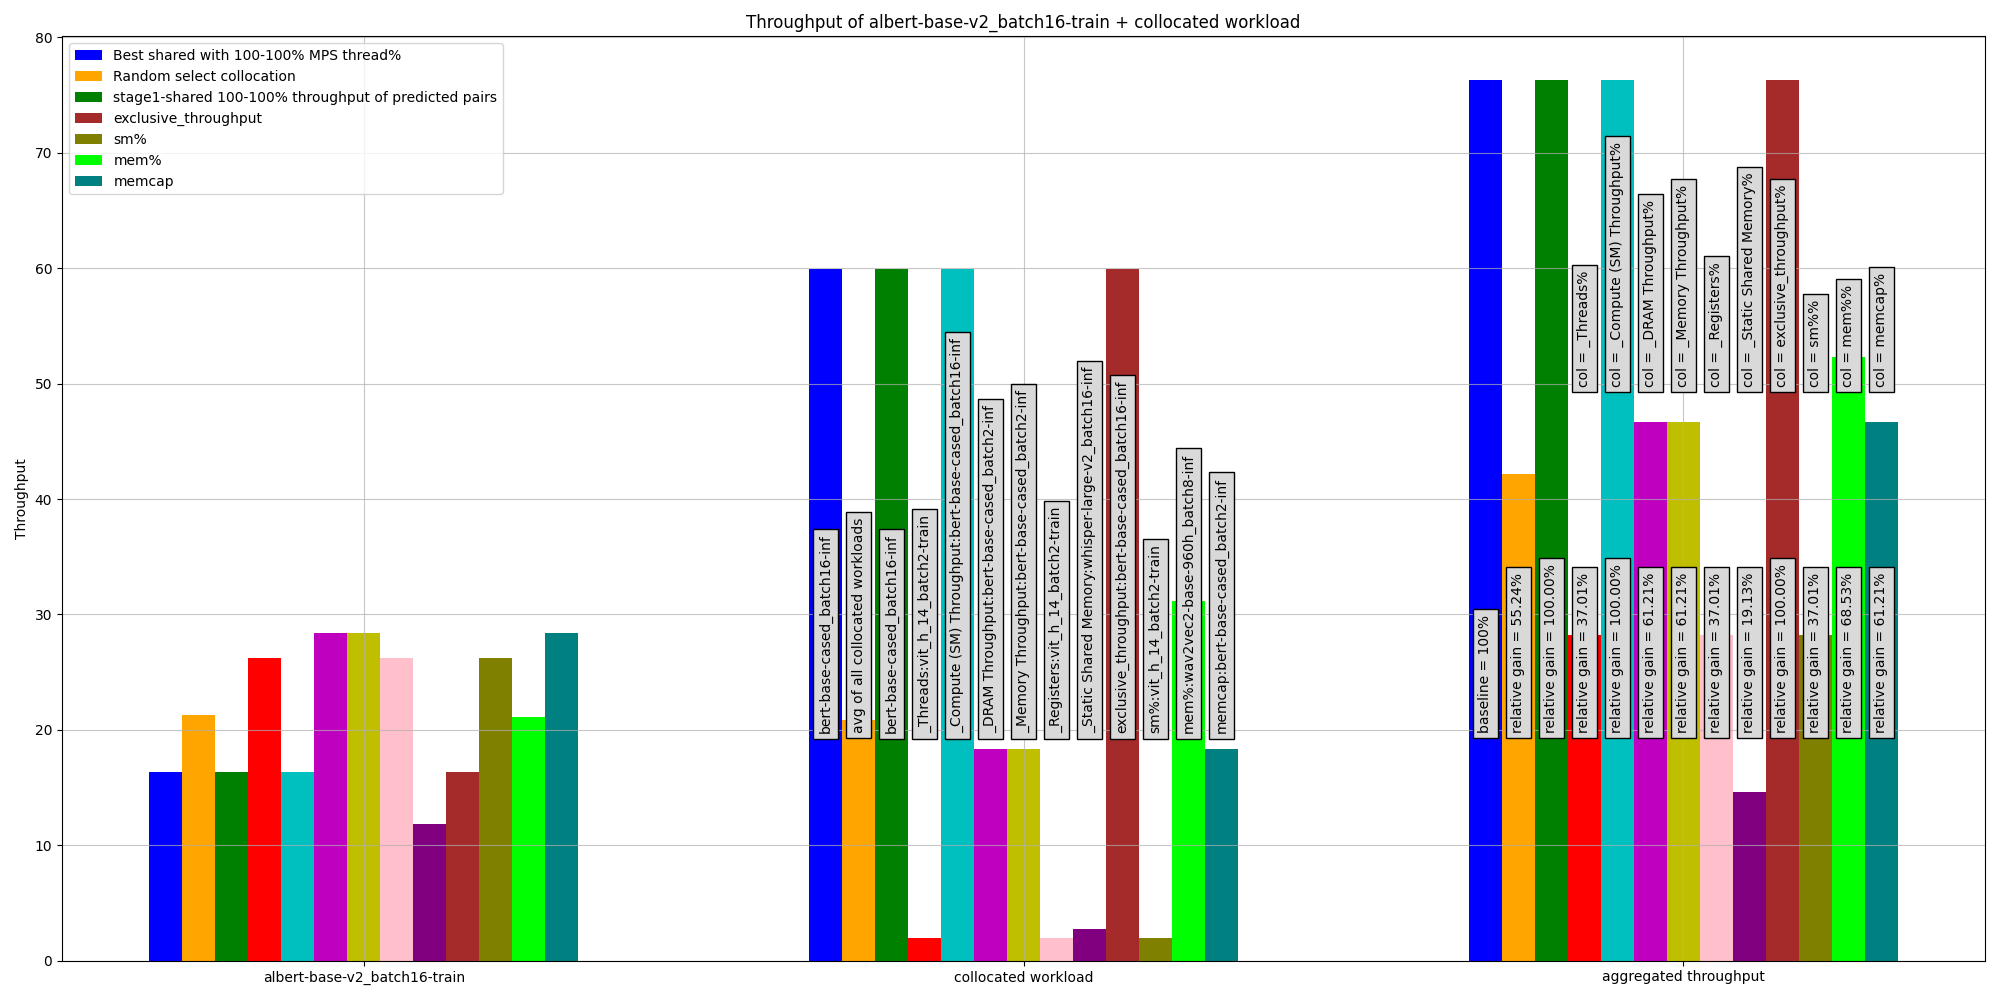 Throughput of albert-base-v2_batch16-train + collocated workload
Best shared with 100-100% MPS thread%
Random select collocation
stage1-shared 100-100% throughput of predicted pairs
exclusive_throughput
sm%
mem%
memcap
Throughput
80
70
60
50
40
30
20
10
0
bert-base-cased_batch16-inf
avg of all collocated workloads
bert-base-cased_batch16-inf
_Threads:vit_h_14_batch2-train
_Compute (SM) Throughput:bert-base-cased_batch16-inf
_DRAM Throughput:bert-base-cased_batch2-inf
_Memory Throughput:bert-base-cased_batch2-inf
_Registers:vit_h_14_batch2-train
_Static Shared Memory:whisper-large-v2_batch16-inf
exclusive_throughput:bert-base-cased_batch16-inf
sm%:vit_h_14_batch2-train
mem%:wav2vec2-base-960h_batch8-inf
memcap:bert-base-cased_batch2-inf
col = _Threads%
col = _Compute (SM) Throughput%
col = _DRAM Throughput%
col = _Memory Throughput%
col = _Registers%
col = _Static Shared Memory%
col = exclusive_throughput%
col = sm%%
col = mem%%
col = memcap%
baseline = 100%
relative gain = 55.24%
relative gain = 100.00%
relative gain = 37.01%
relative gain = 100.00%
relative gain = 61.21%
relative gain = 61.21%
relative gain = 37.01%
relative gain = 19.13%
relative gain = 100.00%
relative gain = 37.01%
relative gain = 68.53%
relative gain = 61.21%
albert-base-v2_batch16-train
collocated workload
aggregated throughput